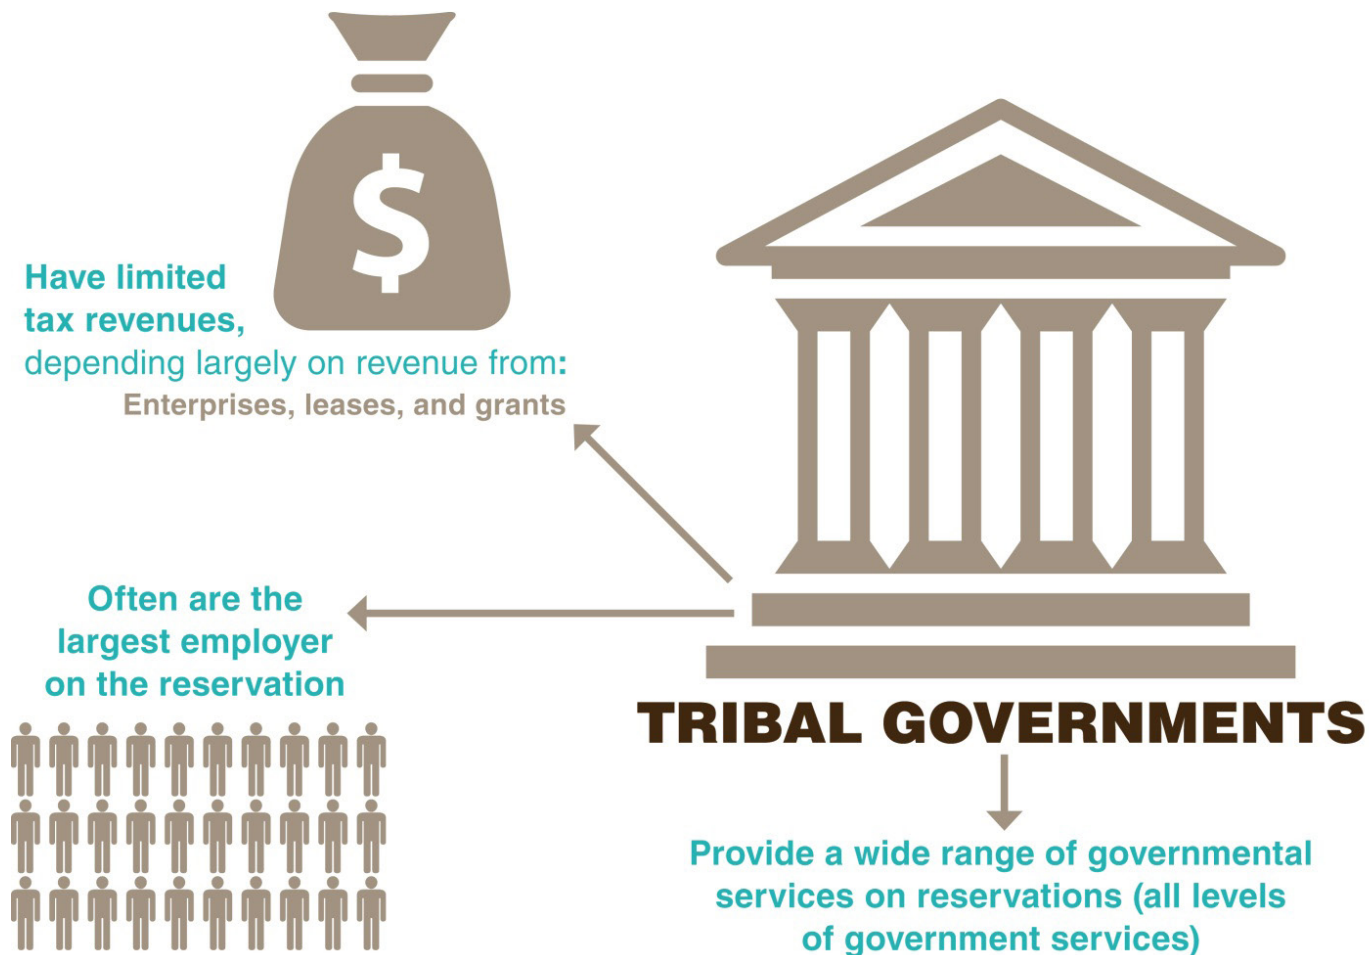 $
Have limited
tax revenues,
depending largely on revenue from:
Enterprises, leases, and grants
Often are the
largest employer
on the reservation
TRIBAL GOVERNMENTS
Provide a wide range of governmental
services on reservations (all levels
of government services)